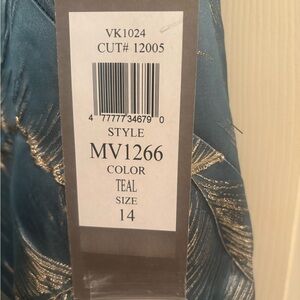 VK1024
CUT# 12005
4 77777 34679 0
STYLE
MV1266
COLOR
TEAL
SIZE
14